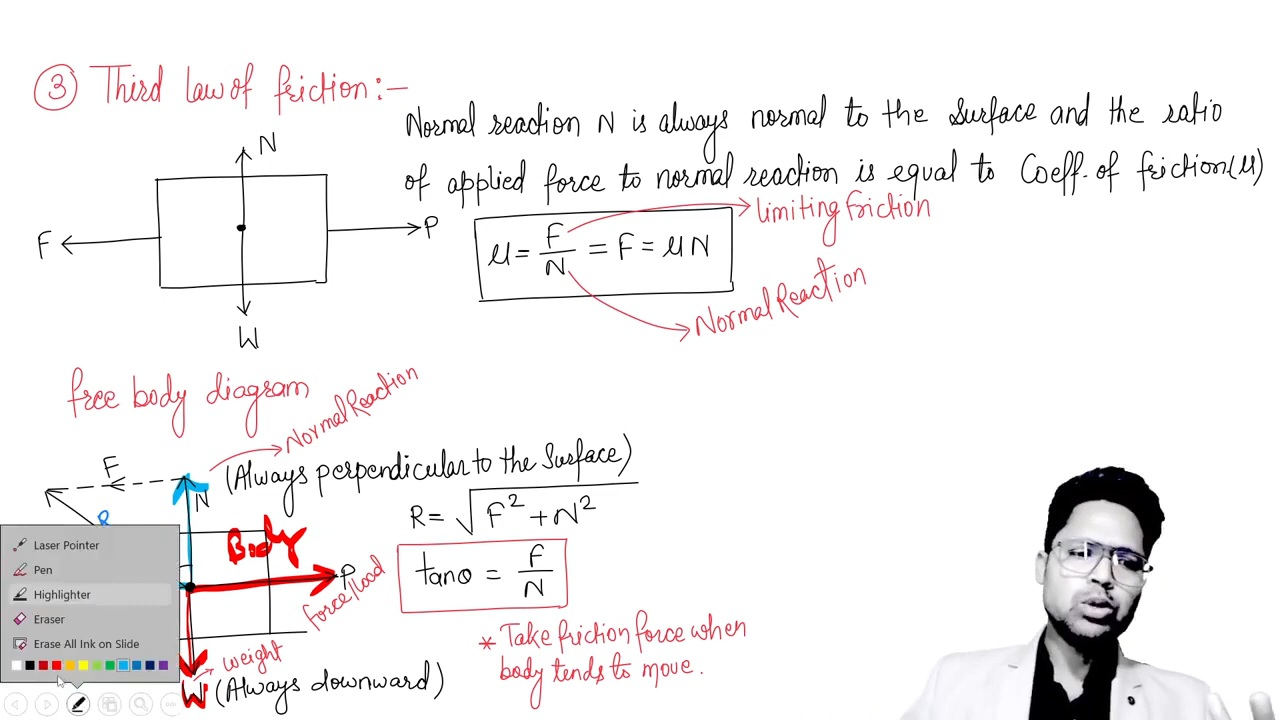 ③ Third law of friction:-
Normal reaction N is always normal to the surface and the ratio
of applied force to normal reaction is equal to Coeff. of friction(μ)
N
F
P
W
μ = F/N = F = μN
Limiting friction
Normal Reaction
free body diagram
Normal Reaction
F
N
(Always perpendicular to the surface)
R
R = √F² + N²
Body
P
force/load
tanθ = F/N
weight
W (Always downward)
* Take friction force when
body tends to move.
Laser Pointer
Pen
Highlighter
Eraser
Erase All Ink on Slide